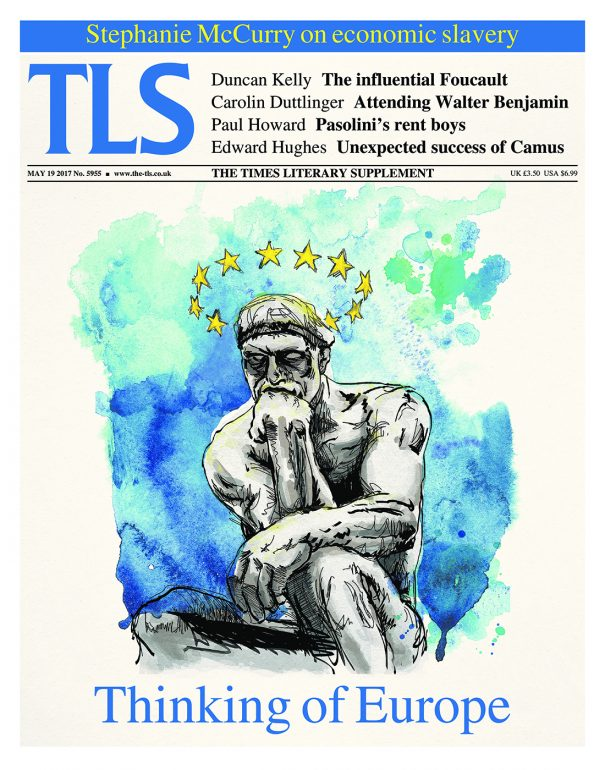 Stephanie McCurry on economic slavery
TLS
Duncan Kelly The influential Foucault
Carolin Duttlinger Attending Walter Benjamin
Paul Howard Pasolini's rent boys
Edward Hughes Unexpected success of Camus
MAY 19 2017 No. 5955 ■ www.the-tls.co.uk THE TIMES LITERARY SUPPLEMENT UK £3.50 USA $6.99
Thinking of Europe